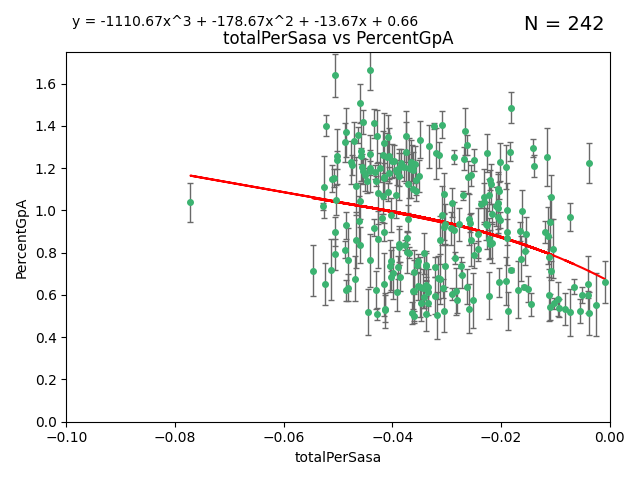 y = -1110.67x^3 + -178.67x^2 + -13.67x + 0.66
N = 242
totalPerSasa vs PercentGpA
PercentGpA
1.6
1.4
1.2
1.0
0.8
0.6
0.4
0.2
0.0
−0.10 −0.08 −0.06 −0.04 −0.02 0.00
totalPerSasa